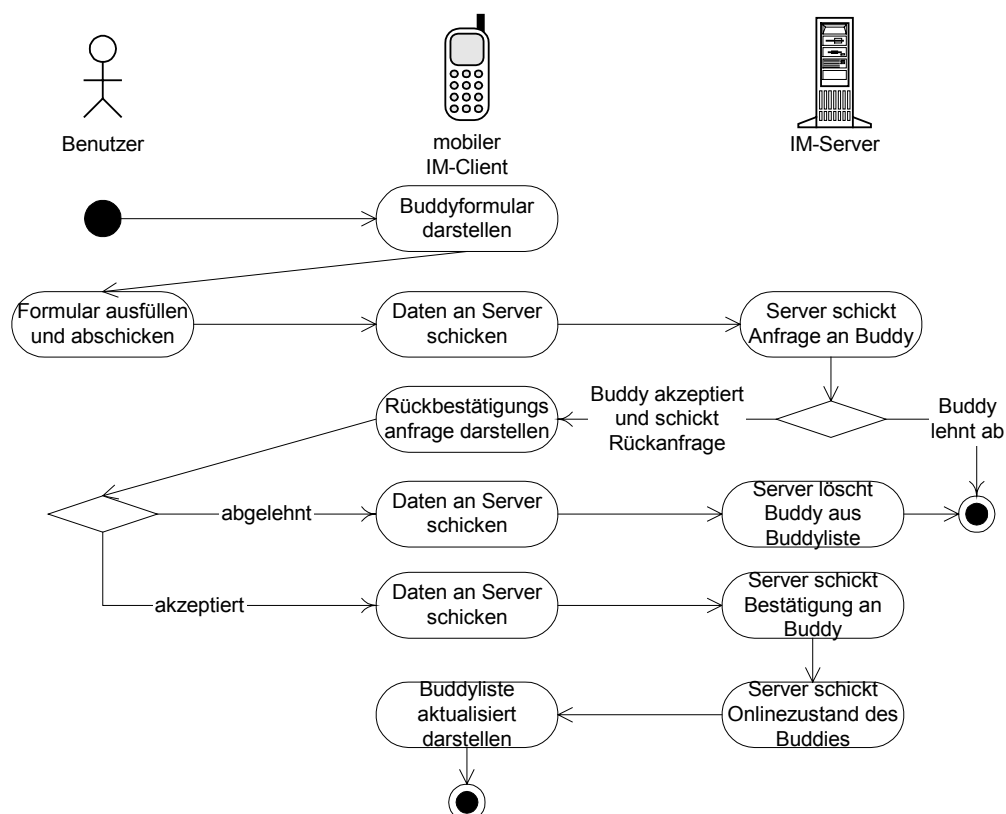 Benutzer
mobiler
IM-Client
IM-Server
Buddyformular
darstellen
Formular ausfüllen
und abschicken
Daten an Server
schicken
Server schickt
Anfrage an Buddy
Rückbestätigungs
anfrage darstellen
Buddy akzeptiert
und schickt
Rückanfrage
Buddy
lehnt ab
abgelehnt
Daten an Server
schicken
Server löscht
Buddy aus
Buddyliste
akzeptiert
Daten an Server
schicken
Server schickt
Bestätigung an
Buddy
Buddyliste
aktualisiert
darstellen
Server schickt
Onlinezustand des
Buddies